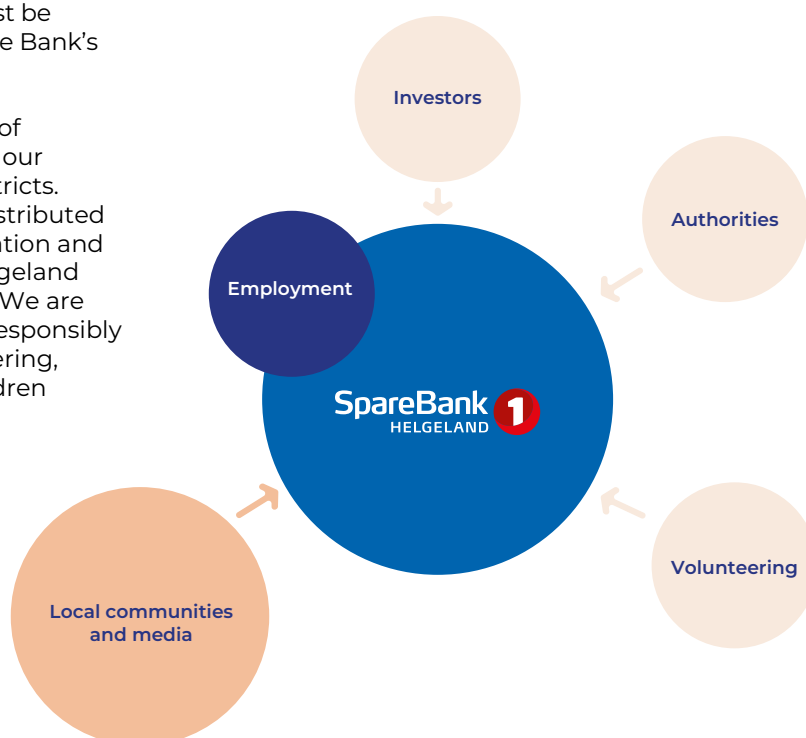 st be
e Bank’s
of
our
tricts.
stributed
ation and
geland
We are
esponsibly
ering,
dren
Investors
Authorities
Employment
SpareBank 1
HELGELAND
Volunteering
Local communities
and media